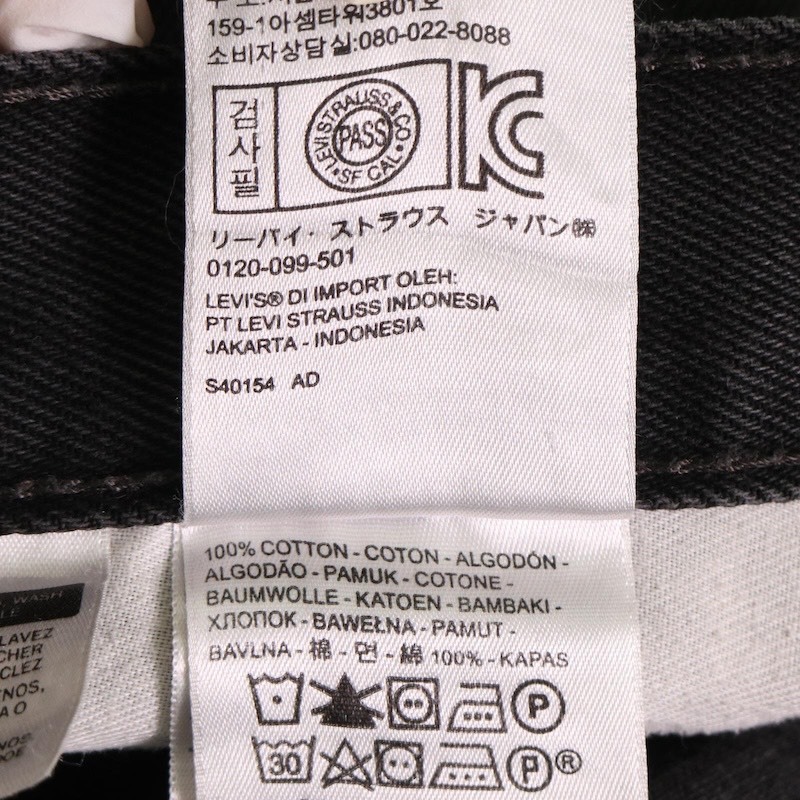 159-1아셈타워3801호
소비자상담실:080-022-8088
검사필
LEVI STRAUSS & CO
PASS
SF CAL
KC
リーバイ・ストラウス ジャパン㈱
0120-099-501
LEVI'S® DI IMPORT OLEH:
PT LEVI STRAUSS INDONESIA
JAKARTA - INDONESIA
S40154 AD
100% COTTON - COTON - ALGODÓN -
ALGODÃO - PAMUK - COTONE -
BAUMWOLLE - KATOEN - BAMBAKI -
ХЛОПОК - BAWEŁNA - PAMUT -
BAVLNA - 棉 - 면 - 綿 100% - KAPAS
P
30 P ®
WASH
LAVEZ
CHER
CLEZ
NOS,
A O
NOS